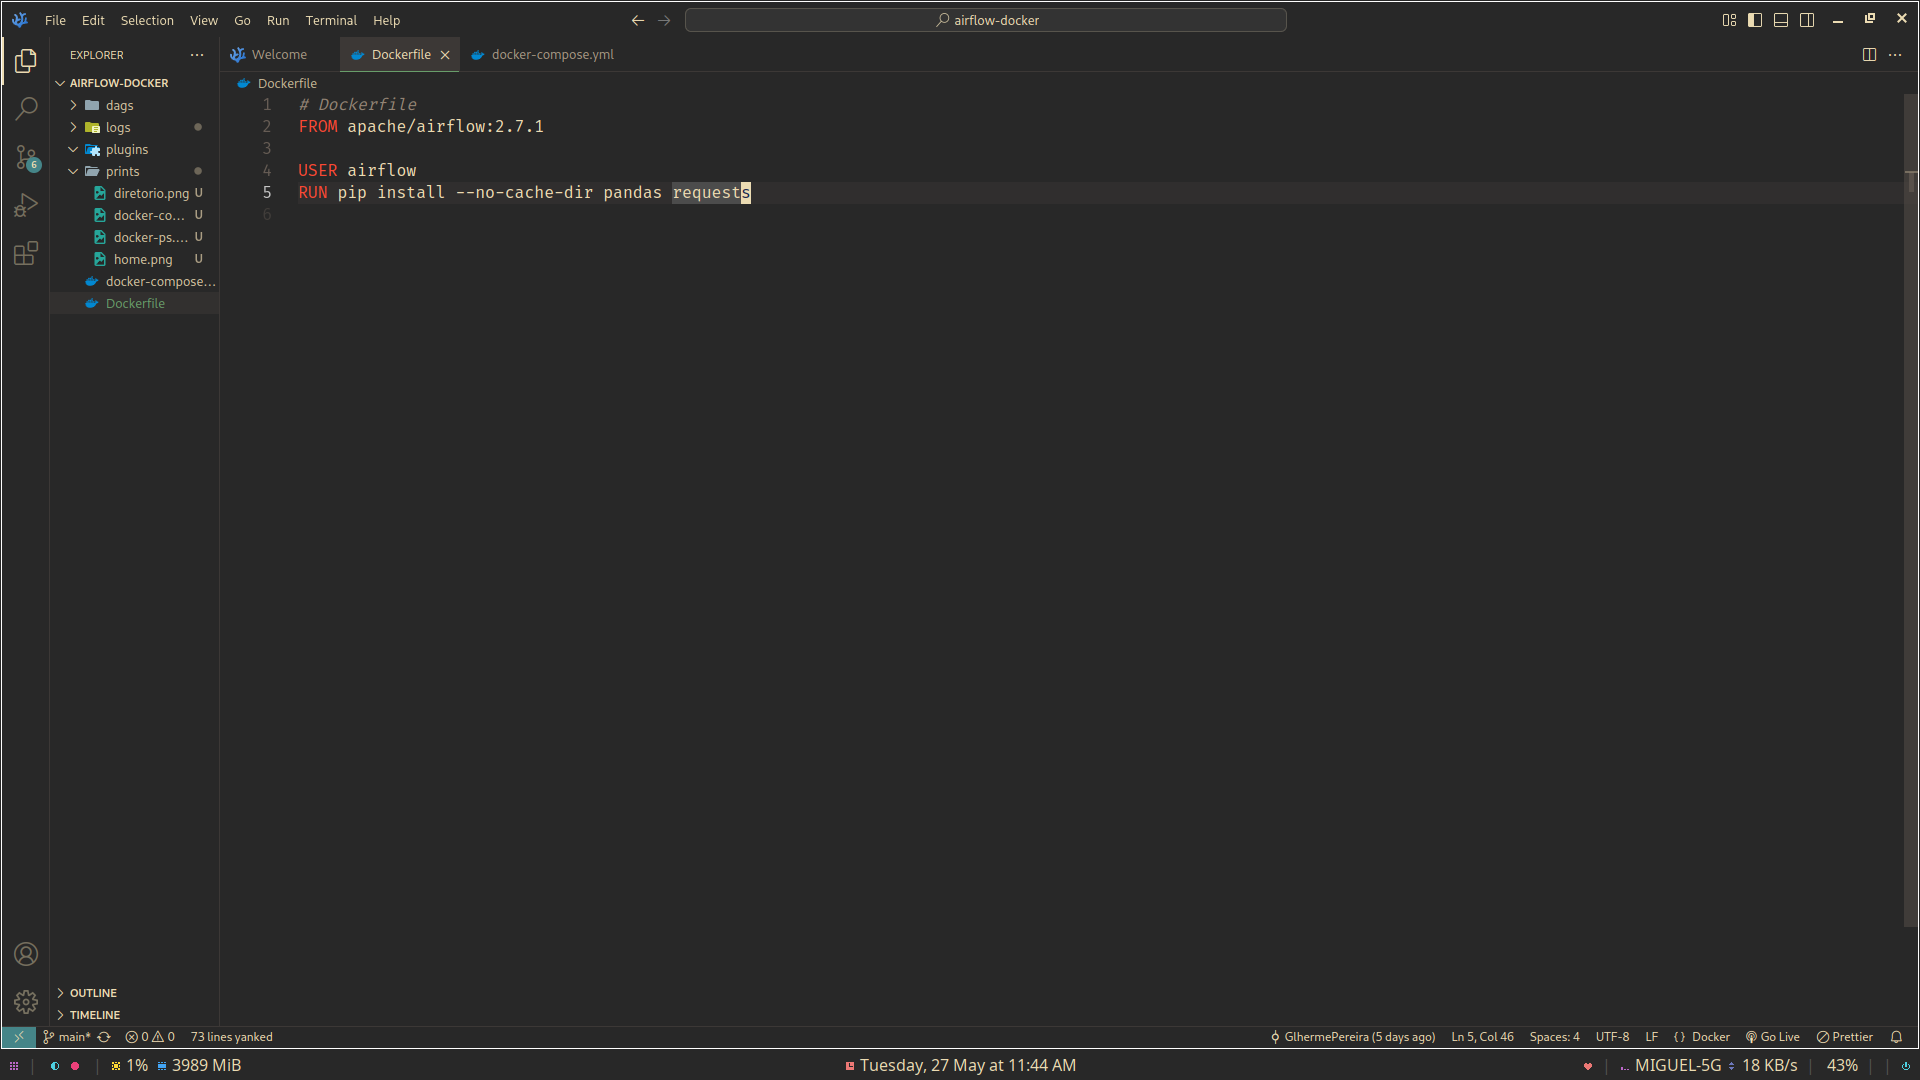 File Edit Selection View Go Run Terminal Help
airflow-docker
EXPLORER
Welcome
Dockerfile
docker-compose.yml
AIRFLOW-DOCKER
dags
logs
plugins
prints
diretorio.png U
docker-co... U
docker-ps.... U
home.png U
docker-compose...
Dockerfile
Dockerfile
1 # Dockerfile
2 FROM apache/airflow:2.7.1
3
4 USER airflow
5 RUN pip install --no-cache-dir pandas requests
6
6
OUTLINE
TIMELINE
main* 0 0 73 lines yanked
GlhermePereira (5 days ago) Ln 5, Col 46 Spaces: 4 UTF-8 LF {} Docker Go Live Prettier
1% 3989 MiB
Tuesday, 27 May at 11:44 AM
MIGUEL-5G 18 KB/s 43%